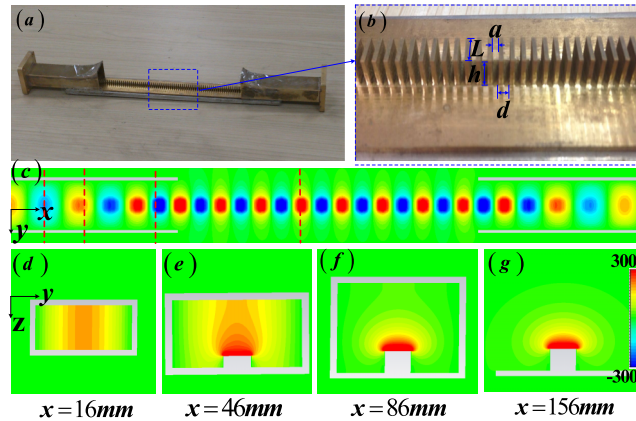 (a)
(b)
a
L
h
d
(c)
x
y
(d)
(e)
(f)
(g)
y
z
300
-300
x=16mm
x=46mm
x=86mm
x=156mm